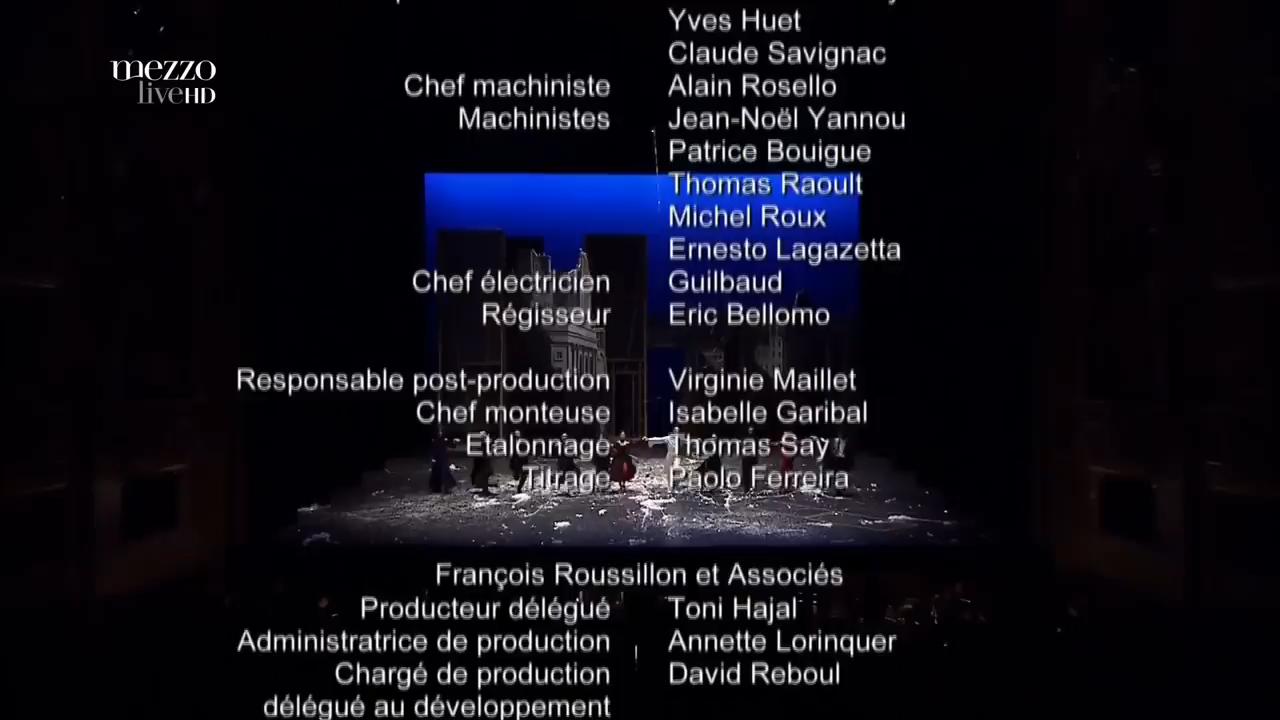 Yves Huet
Claude Savignac
mezzo
liveHD
Chef machiniste Alain Rosello
Machinistes Jean-Noël Yannou
Patrice Bouigue
Thomas Raoult
Michel Roux
Ernesto Lagazetta
Chef électricien Guilbaud
Régisseur Eric Bellomo
Responsable post-production Virginie Maillet
Chef monteuse Isabelle Garibal
Etalonnage Thomas Say
Titrage Paolo Ferreira
François Roussillon et Associés
Producteur délégué Toni Hajal
Administratrice de production Annette Lorinquer
Chargé de production David Reboul
délégué au développement